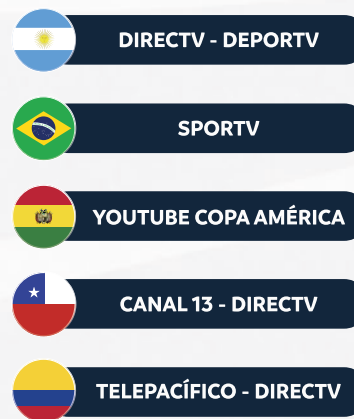 DIRECTV - DEPORTV
SPORTV
YOUTUBE COPA AMÉRICA
CANAL 13 - DIRECTV
TELEPACÍFICO - DIRECTV